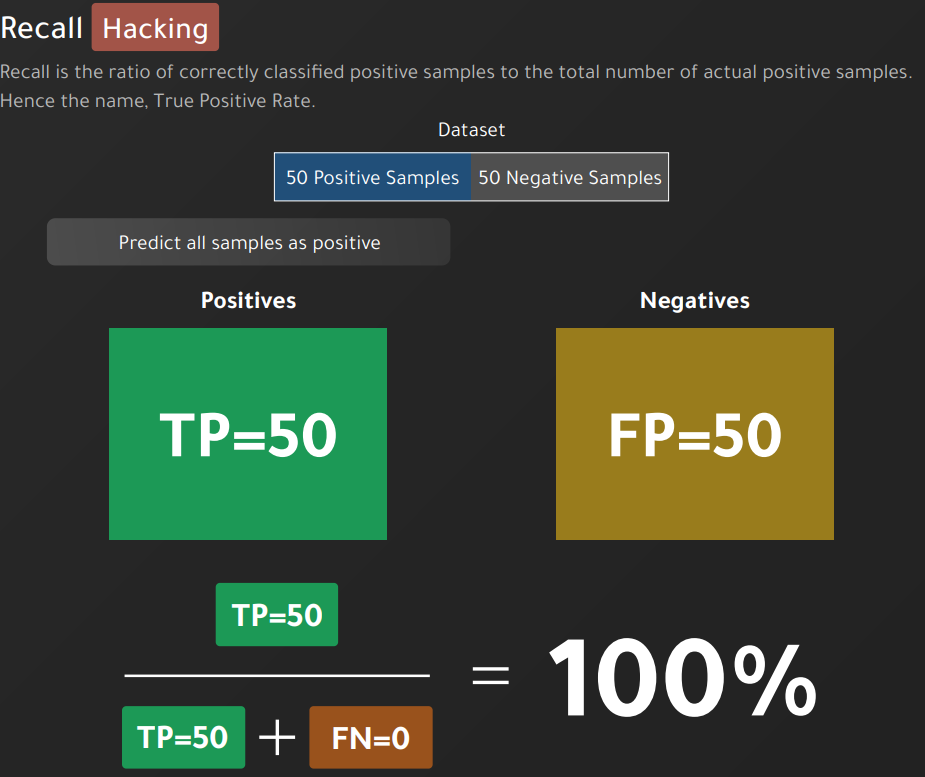 Recall Hacking
Recall is the ratio of correctly classified positive samples to the total number of actual positive samples.
Hence the name, True Positive Rate.
Dataset
50 Positive Samples 50 Negative Samples
Predict all samples as positive
Positives Negatives
TP=50 FP=50
TP=50
= 100%
TP=50 + FN=0